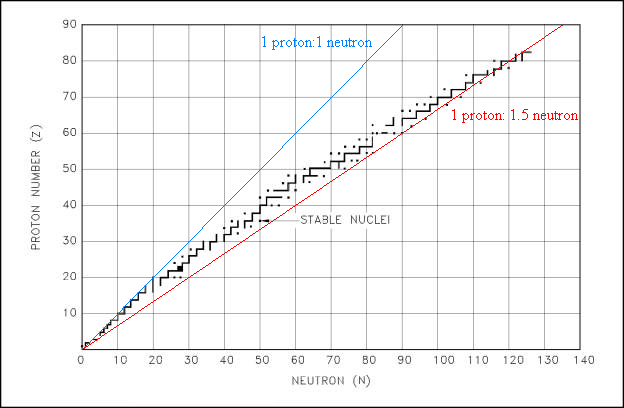 90
80
70
60
50
40
30
20
10
PROTON NUMBER (Z)
1 proton:1 neutron
1 proton: 1.5 neutron
STABLE NUCLEI
0 10 20 30 40 50 60 70 80 90 100 110 120 130 140
NEUTRON (N)